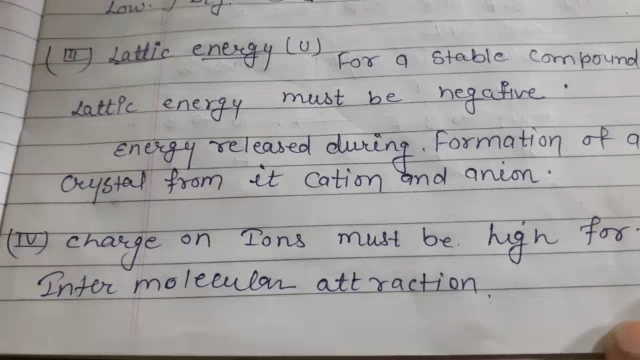 Low.
(III) Lattic energy (U) For a stable compound
Lattic energy must be negative.
Energy released during. Formation of a
crystal from it cation and anion.
(IV) charge on Ions must be. high for.
Inter molecular attraction.